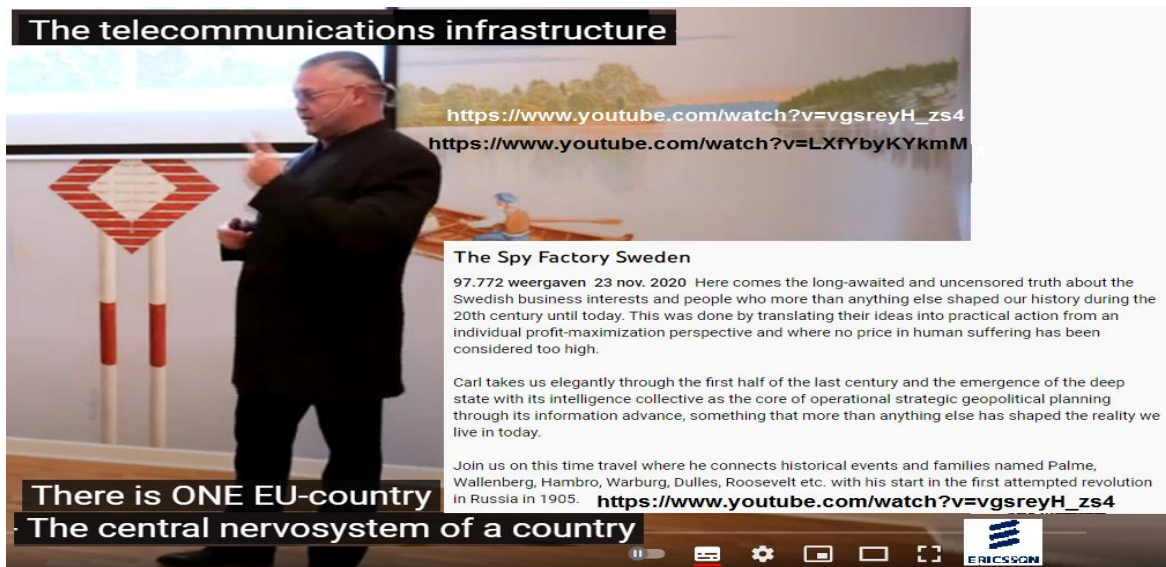 The telecommunications infrastructure
https://www.youtube.com/watch?v=vgsreyH_zs4
https://www.youtube.com/watch?v=LXfYbyKYkmM
The Spy Factory Sweden
97.772 weergaven 23 nov. 2020 Here comes the long-awaited and uncensored truth about the
Swedish business interests and people who more than anything else shaped our history during the
20th century until today. This was done by translating their ideas into practical action from an
individual profit-maximization perspective and where no price in human suffering has been
considered too high.
Carl takes us elegantly through the first half of the last century and the emergence of the deep
state with its intelligence collective as the core of operational strategic geopolitical planning
through its information advance, something that more than anything else has shaped the reality we
live in today.
Join us on this time travel where he connects historical events and families named Palme,
Wallenberg, Hambro, Warburg, Dulles, Roosevelt etc. with his start in the first attempted revolution
in Russia in 1905. https://www.youtube.com/watch?v=vgsreyH_zs4
There is ONE EU-country
- The central nervosystem of a country
ERICSSON